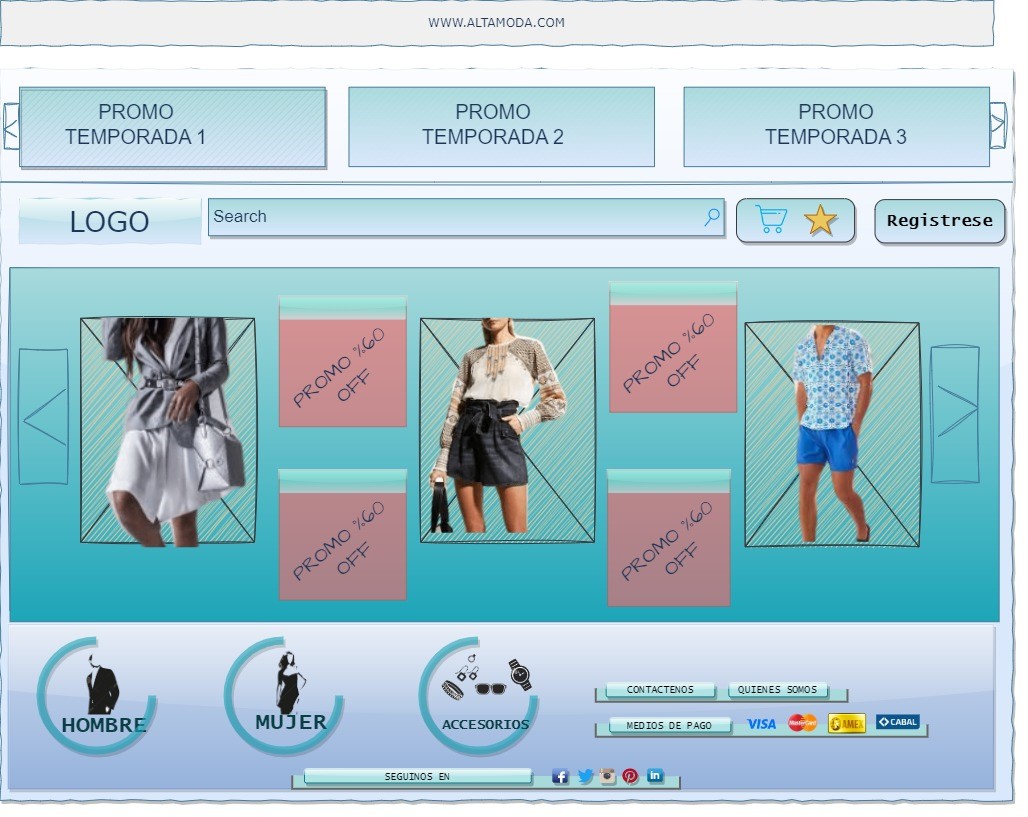 WWW.ALTAMODA.COM
PROMO
TEMPORADA 1
PROMO
TEMPORADA 2
PROMO
TEMPORADA 3
LOGO
Search
Registrese
PROMO %60
OFF
PROMO %60
OFF
PROMO %60
OFF
PROMO %60
OFF
HOMBRE
MUJER
ACCESORIOS
CONTACTENOS
QUIENES SOMOS
MEDIOS DE PAGO
VISA
MasterCard
AMEX
CABAL
SEGUINOS EN